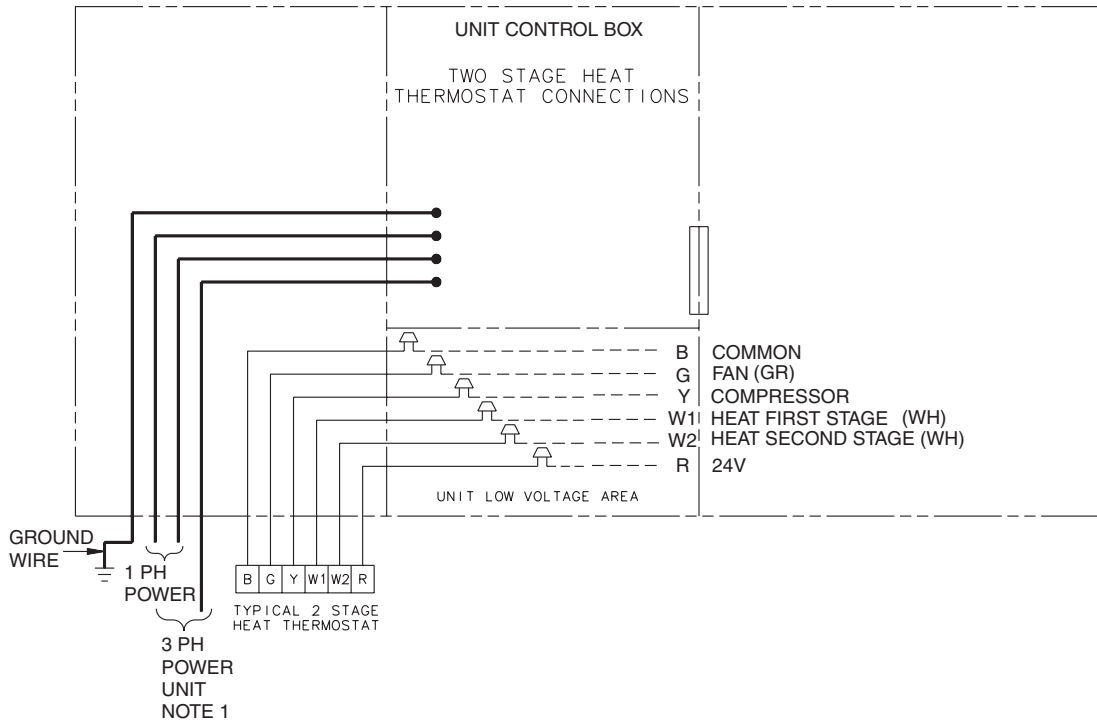 UNIT CONTROL BOX
TWO STAGE HEAT
THERMOSTAT CONNECTIONS
B COMMON
G FAN (GR)
Y COMPRESSOR
W1 HEAT FIRST STAGE (WH)
W2 HEAT SECOND STAGE (WH)
R 24V
UNIT LOW VOLTAGE AREA
GROUND
WIRE
1 PH
POWER
B G Y W1 W2 R
TYPICAL 2 STAGE
HEAT THERMOSTAT
3 PH
POWER
UNIT
NOTE 1